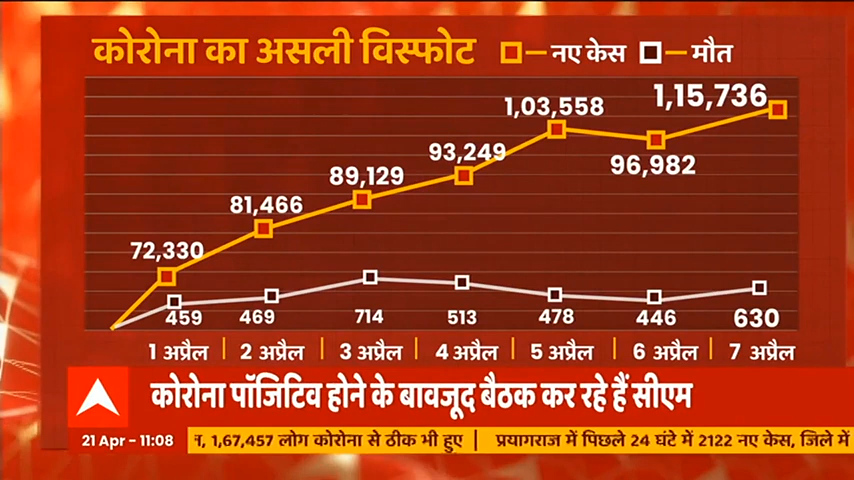 कोरोना का असली विस्फोट
नए केस
मौत
72,330
81,466
89,129
93,249
1,03,558
96,982
1,15,736
459
469
714
513
478
446
630
1 अप्रैल
2 अप्रैल
3 अप्रैल
4 अप्रैल
5 अप्रैल
6 अप्रैल
7 अप्रैल
कोरोना पॉजिटिव होने के बावजूद बैठक कर रहे हैं सीएम
21 Apr - 11:08
1,67,457 लोग कोरोना से ठीक भी हुए | प्रयागराज में पिछले 24 घंटे में 2122 नए केस, जिले में